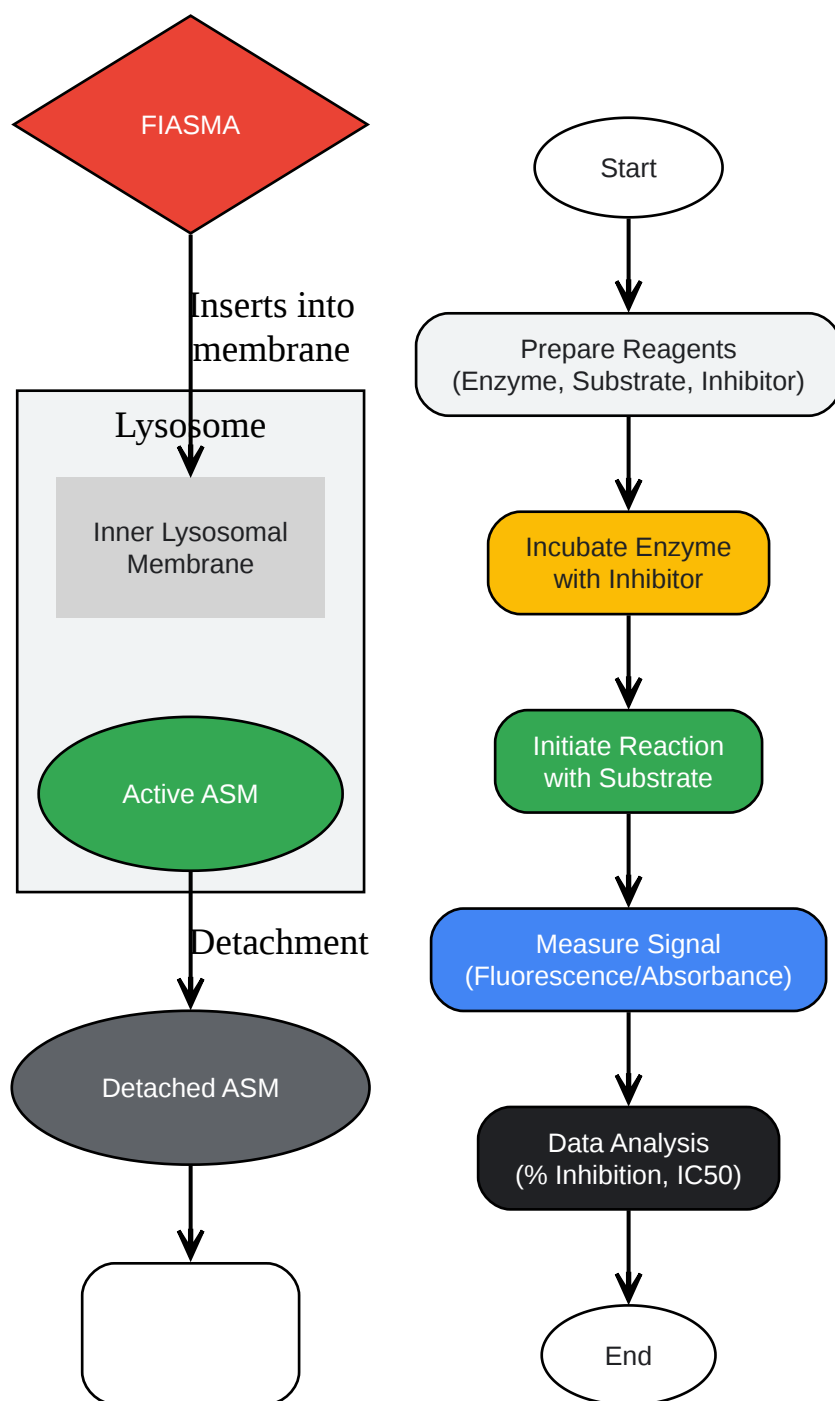 FIASMA
Inserts into
membrane
Lysosome
Inner Lysosomal
Membrane
Active ASM
Detachment
Detached ASM
Start
Prepare Reagents
(Enzyme, Substrate, Inhibitor)
Incubate Enzyme
with Inhibitor
Initiate Reaction
with Substrate
Measure Signal
(Fluorescence/Absorbance)
Data Analysis
(% Inhibition, IC50)
End